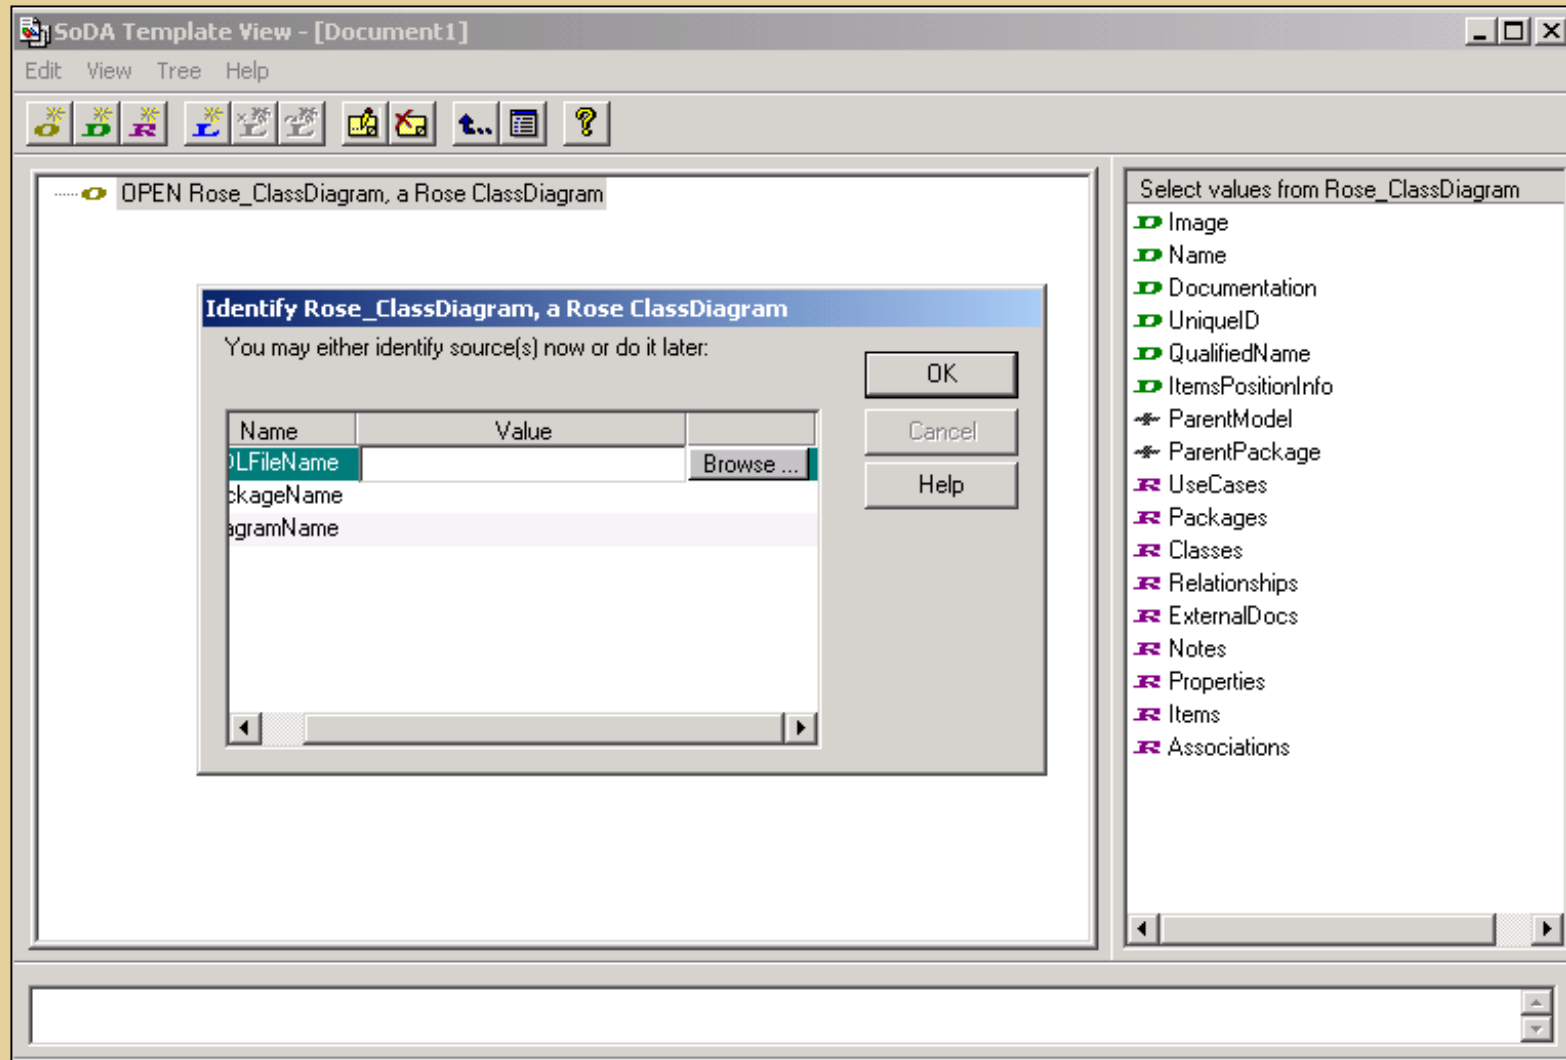 SoDA Template View - [Document1]
Edit View Tree Help
OPEN Rose_ClassDiagram, a Rose ClassDiagram
Identify Rose_ClassDiagram, a Rose ClassDiagram
You may either identify source(s) now or do it later:
OK
Cancel
Help
Name Value
LFileName Browse ...
ckageName
agramName
Select values from Rose_ClassDiagram
D Image
D Name
D Documentation
D UniqueID
D QualifiedName
D ItemsPositionInfo
ParentModel
ParentPackage
R UseCases
R Packages
R Classes
R Relationships
R ExternalDocs
R Notes
R Properties
R Items
R Associations